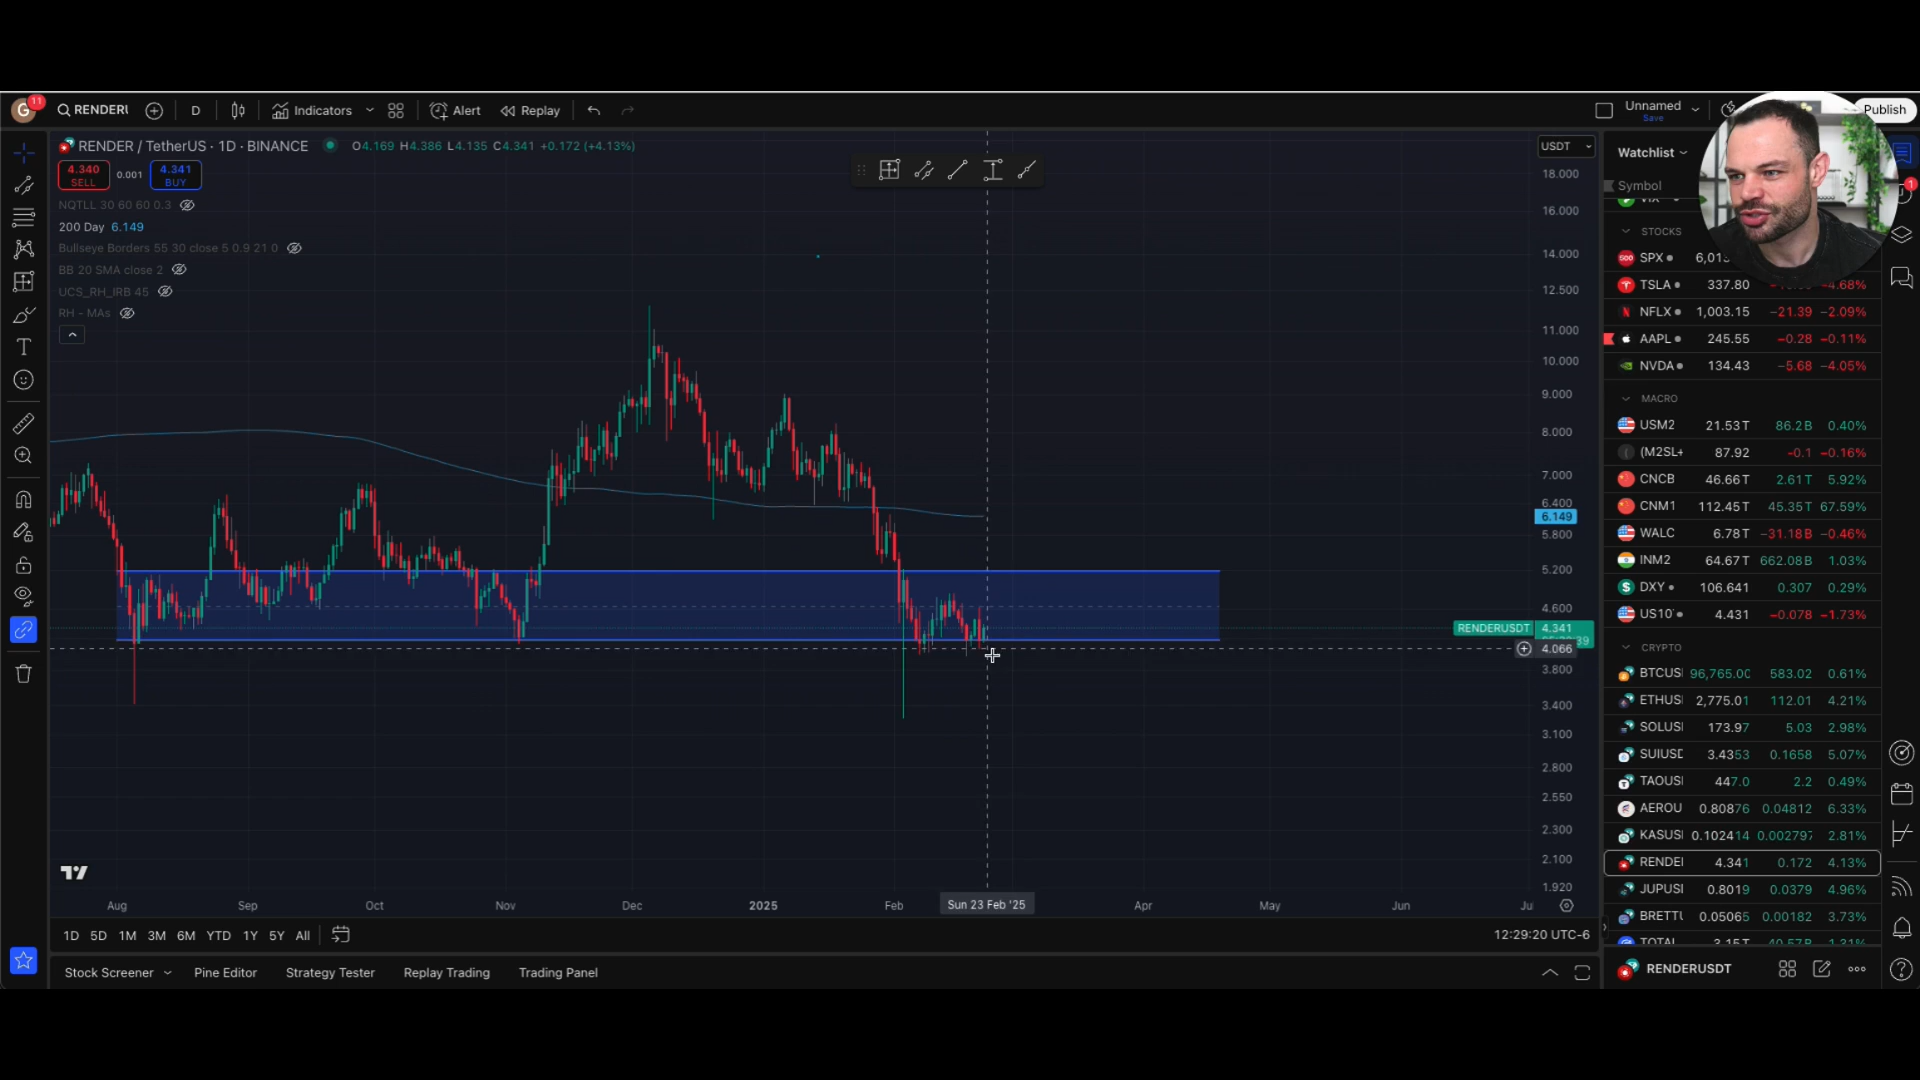 G
11
RENDERU
D
Indicators
Alert
Replay
Unnamed
Save
Publish
RENDER / TetherUS · 1D · BINANCE
O4.169 H4.386 L4.135 C4.341 +0.172 (+4.13%)
4.340
SELL
0.001
4.341
BUY
NQTLL 30 60 60 0.3
200 Day 6.149
Bullseye Borders 55 30 close 5 0.9 21 0
BB 20 SMA close 2
UCS_RH_IRB 45
RH – MAs
USDT
18.000
16.000
14.000
12.500
11.000
10.000
9.000
8.000
7.000
6.400
6.149
5.800
5.200
4.600
RENDERUSDT 4.341
4.066
3.800
3.400
3.100
2.800
2.550
2.300
2.100
1.920
Aug Sep Oct Nov Dec 2025 Feb Sun 23 Feb '25 Apr May Jun Jul
1D 5D 1M 3M 6M YTD 1Y 5Y All
12:29:20 UTC-6
Stock Screener Pine Editor Strategy Tester Replay Trading Trading Panel
Watchlist
Symbol
VIX
STOCKS
SPX
TSLA 337.80 −4.68%
NFLX 1,003.15 −21.39 −2.09%
AAPL 245.55 −0.28 −0.11%
NVDA 134.43 −5.68 −4.05%
MACRO
USM2 21.53T 86.2B 0.40%
(M2SL+ 87.92 −0.1 −0.16%
CNCB 46.66T 2.61T 5.92%
CNM1 112.45T 45.35T 67.59%
WALC 6.78T −31.18B −0.46%
INM2 64.67T 662.08B 1.03%
DXY 106.641 0.307 0.29%
US10 4.431 −0.078 −1.73%
CRYPTO
BTCUS 96,765.00 583.02 0.61%
ETHUS 2,775.01 112.01 4.21%
SOLUS 173.97 5.03 2.98%
SUIUSD 3.4353 0.1658 5.07%
TAOUS 447.0 2.2 0.49%
AEROU 0.80876 0.04812 6.33%
KASUS 0.102414 0.002797 2.81%
RENDE 4.341 0.172 4.13%
JUPUS 0.8019 0.0379 4.96%
BRETTU 0.05065 0.00182 3.73%
TOTAL 3.15T 40.57B 1.31%
RENDERUSDT
1